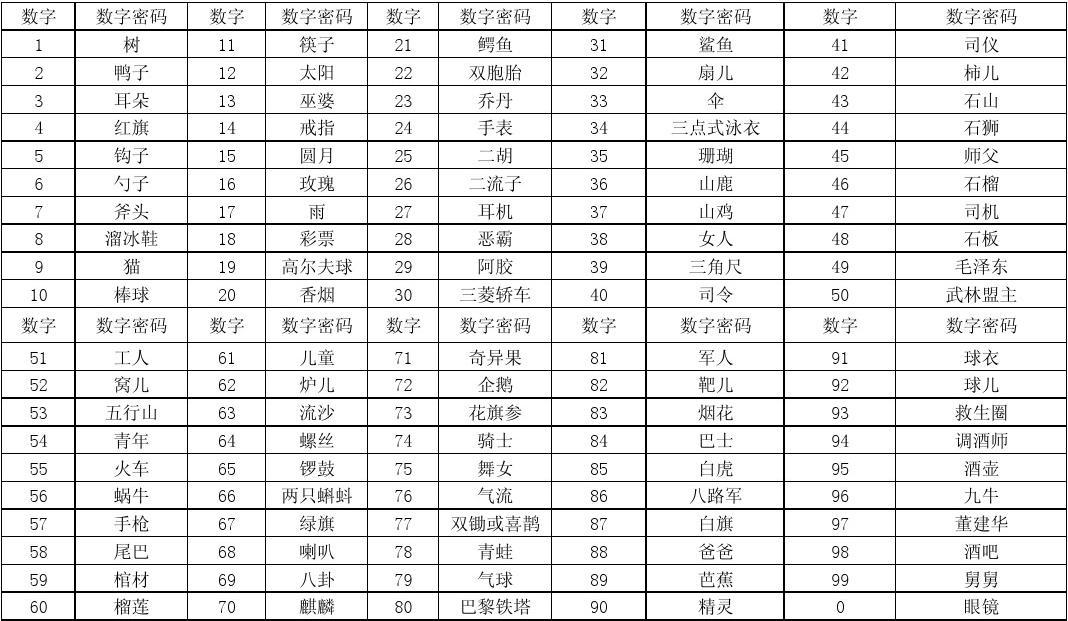 数字 数字密码 数字 数字密码 数字 数字密码 数字 数字密码 数字 数字密码
1 树 11 筷子 21 鳄鱼 31 鲨鱼 41 司仪
2 鸭子 12 太阳 22 双胞胎 32 扇儿 42 柿儿
3 耳朵 13 巫婆 23 乔丹 33 伞 43 石山
4 红旗 14 戒指 24 手表 34 三点式泳衣 44 石狮
5 钩子 15 圆月 25 二胡 35 珊瑚 45 师父
6 勺子 16 玫瑰 26 二流子 36 山鹿 46 石榴
7 斧头 17 雨 27 耳机 37 山鸡 47 司机
8 溜冰鞋 18 彩票 28 恶霸 38 女人 48 石板
9 猫 19 高尔夫球 29 阿胶 39 三角尺 49 毛泽东
10 棒球 20 香烟 30 三菱轿车 40 司令 50 武林盟主
数字 数字密码 数字 数字密码 数字 数字密码 数字 数字密码 数字 数字密码
51 工人 61 儿童 71 奇异果 81 军人 91 球衣
52 窝儿 62 炉儿 72 企鹅 82 靶儿 92 球儿
53 五行山 63 流沙 73 花旗参 83 烟花 93 救生圈
54 青年 64 螺丝 74 骑士 84 巴士 94 调酒师
55 火车 65 锣鼓 75 舞女 85 白虎 95 酒壶
56 蜗牛 66 两只蝌蚪 76 气流 86 八路军 96 九牛
57 手枪 67 绿旗 77 双锄或喜鹊 87 白旗 97 董建华
58 尾巴 68 喇叭 78 青蛙 88 爸爸 98 酒吧
59 棺材 69 八卦 79 气球 89 芭蕉 99 舅舅
60 榴莲 70 麒麟 80 巴黎铁塔 90 精灵 0 眼镜